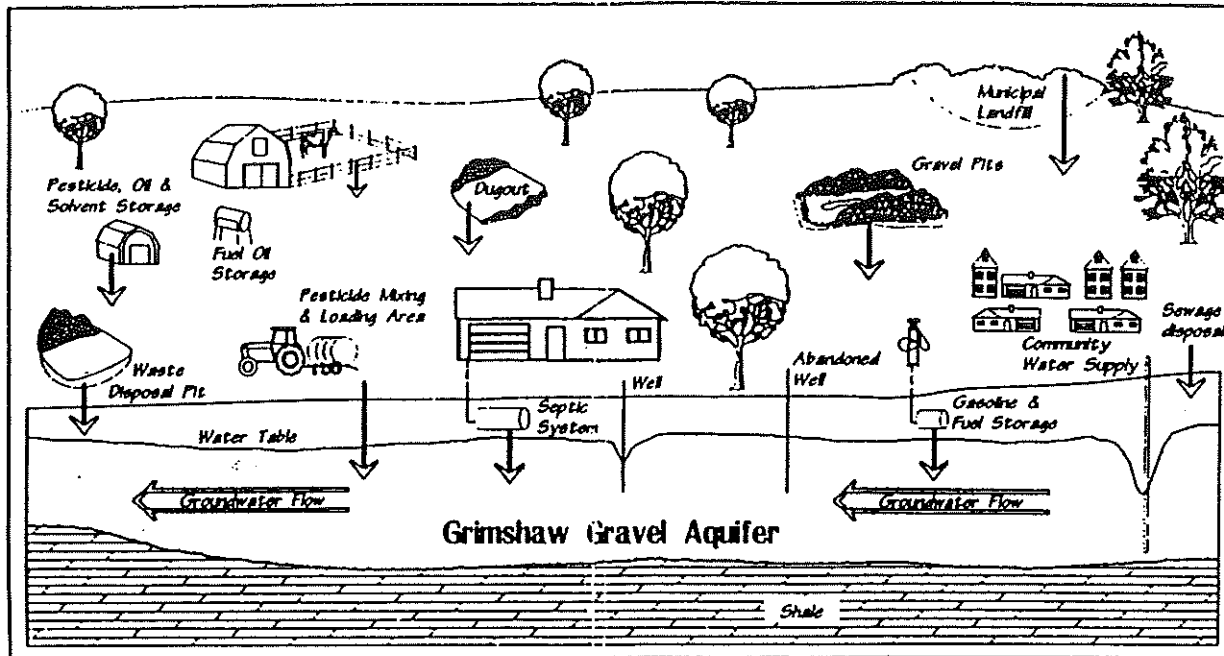 Municipal
Landfill
Gravel Pits
Pesticide, Oil &
Solvent Storage
Dugout
Fuel Oil
Storage
Pesticide Mixing
& Loading Area
Sewage
disposal
Community
Water Supply
Abandoned
Well
Waste
Disposal Pit
Well
Septic
System
Gasoline &
Fuel Storage
Water Table
Groundwater Flow
Groundwater Flow
Grimshaw Gravel Aquifer
Shale